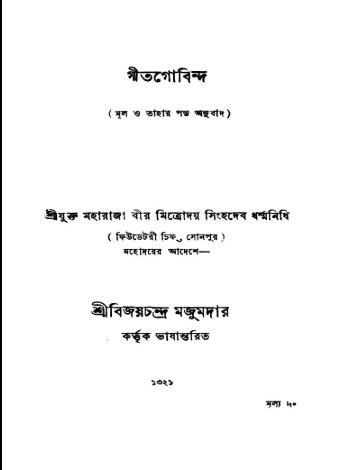 গীতগোবিন্দ
( মূল ও তাহার পদ্য অনুবাদ )
শ্রীযুক্ত মহারাজা বীর মিত্রোদয় সিংহদেব ধর্ম্মনিধি
( ফিউডেটরী চিফ্, সোনপুর )
মহোদয়ের আদেশে—
শ্রীবিজয়চন্দ্র মজুমদার
কর্ত্তৃক ভাষান্তরিত
১৩২১
মূল্য ৸০